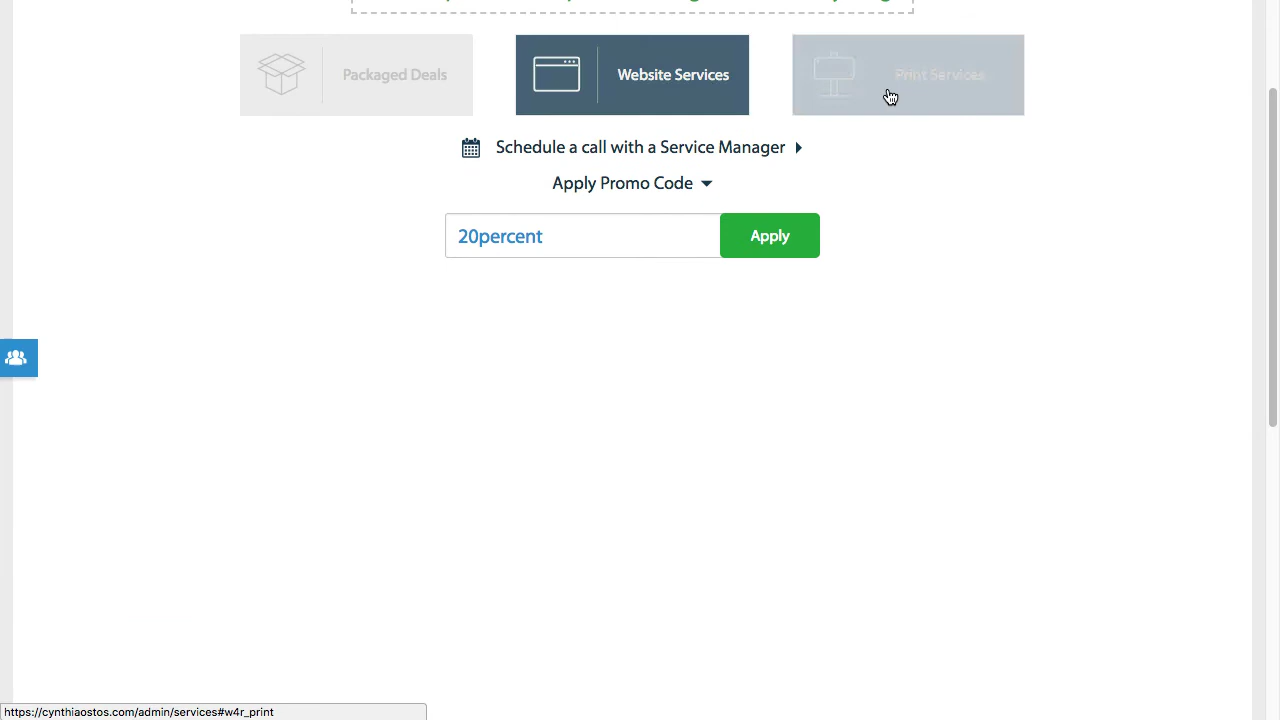 Packaged Deals
Website Services
Print Services
Schedule a call with a Service Manager
Apply Promo Code
20percent
Apply
https://cynthiaostos.com/admin/services#w4r_print